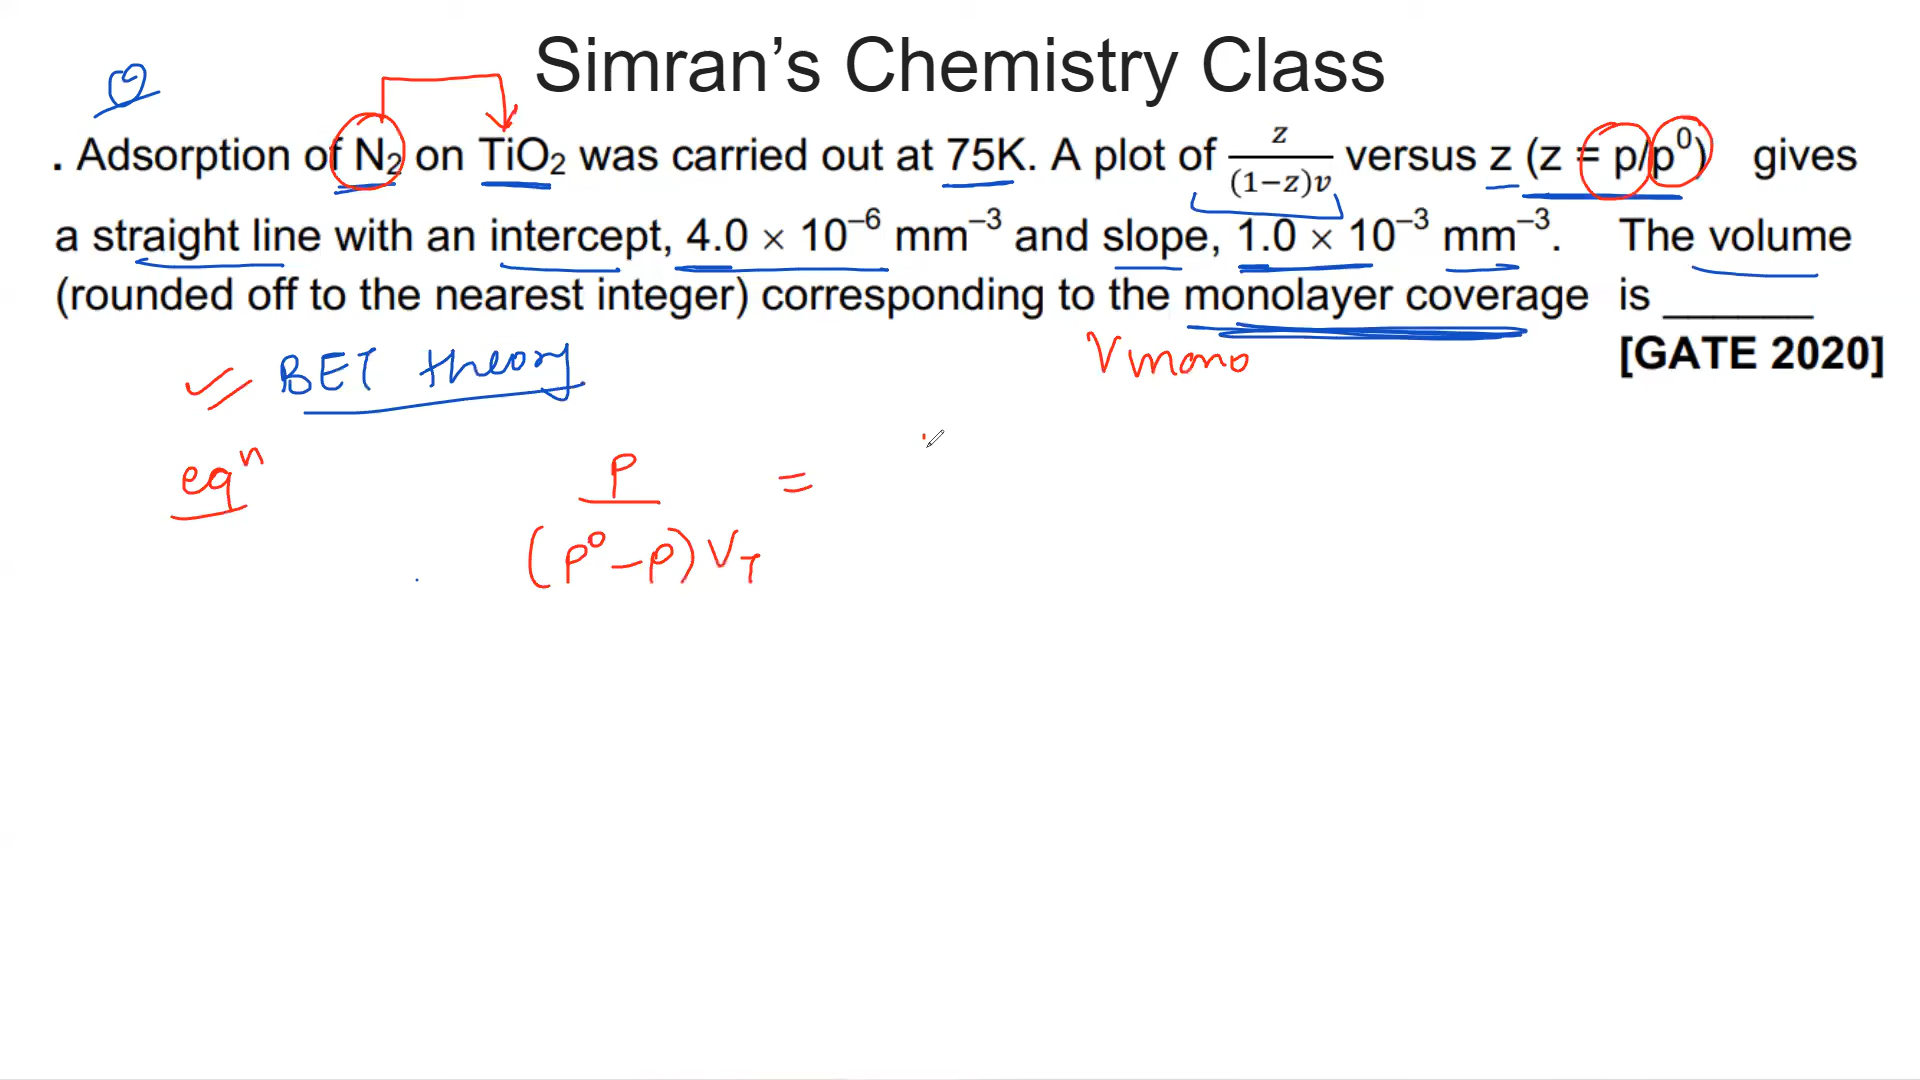 Simran’s Chemistry Class
Q
. Adsorption of N₂ on TiO₂ was carried out at 75K. A plot of z/((1−z)v) versus z (z = p/p⁰) gives
a straight line with an intercept, 4.0 × 10⁻⁶ mm⁻³ and slope, 1.0 × 10⁻³ mm⁻³. The volume
(rounded off to the nearest integer) corresponding to the monolayer coverage is ______
[GATE 2020]
BET theory
Vmono
eqⁿ
P/((P⁰ − P) V_T) =